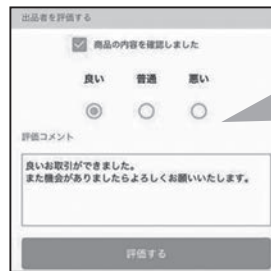 出品者を評価する
商品の内容を確認しました
良い 普通 悪い
評価コメント
良いお取引ができました。
また機会がありましたらよろしくお願いいたします。
評価する